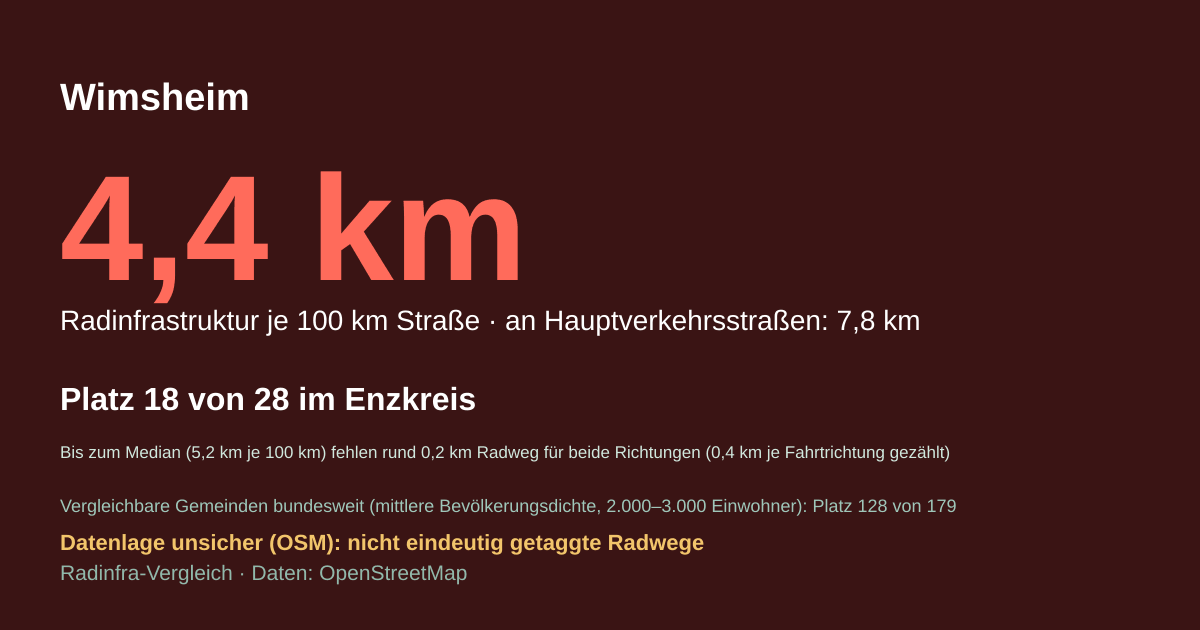 Wimsheim
4,4 km
Radinfrastruktur je 100 km Straße · an Hauptverkehrsstraßen: 7,8 km
Platz 18 von 28 im Enzkreis
Bis zum Median (5,2 km je 100 km) fehlen rund 0,2 km Radweg für beide Richtungen (0,4 km je Fahrtrichtung gezählt)
Vergleichbare Gemeinden bundesweit (mittlere Bevölkerungsdichte, 2.000–3.000 Einwohner): Platz 128 von 179
Datenlage unsicher (OSM): nicht eindeutig getaggte Radwege
Radinfra-Vergleich · Daten: OpenStreetMap